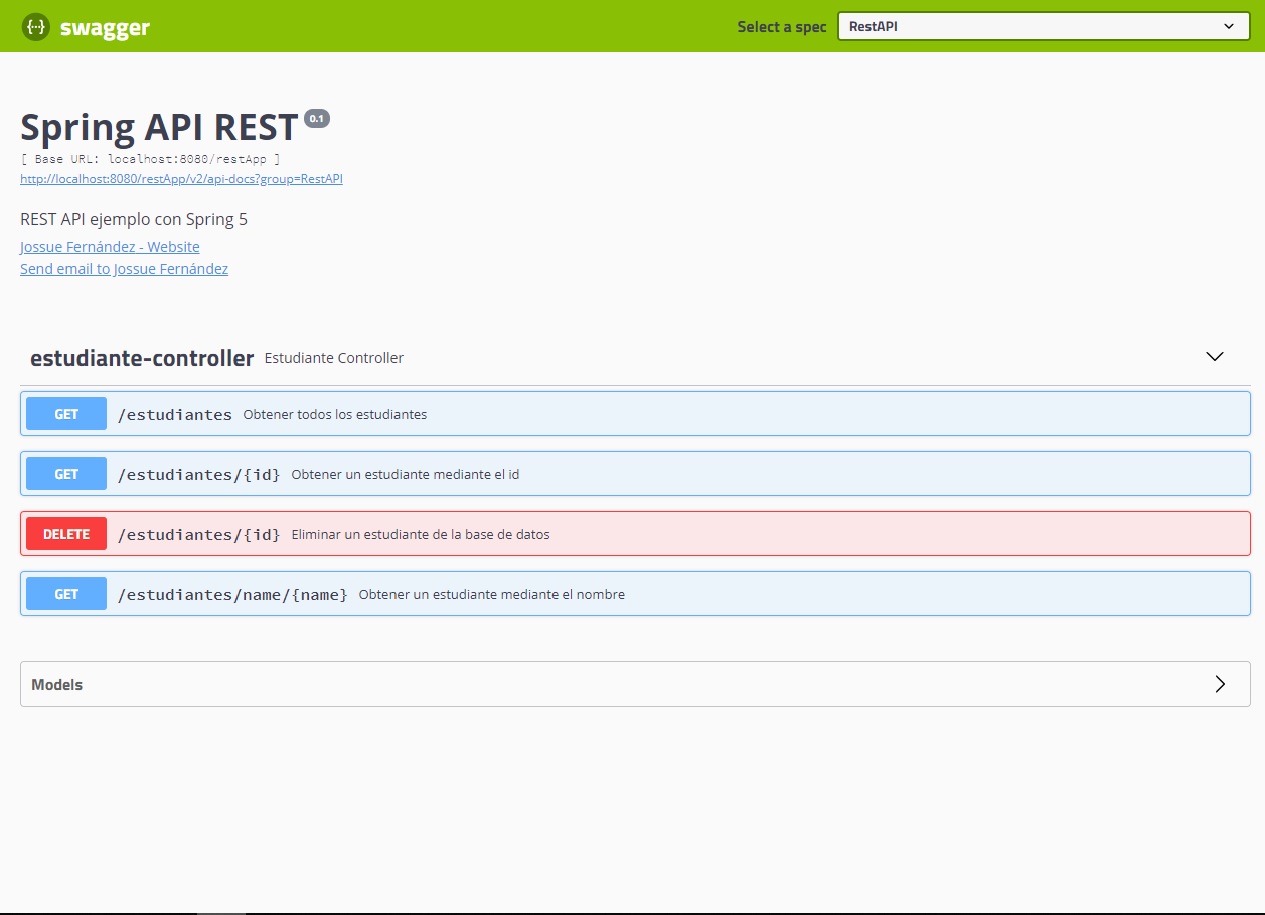 {···} swagger Select a spec RestAPI
Spring API REST 0.1
[ Base URL: localhost:8080/restApp ]
http://localhost:8080/restApp/v2/api-docs?group=RestAPI
REST API ejemplo con Spring 5
Jossue Fernández - Website
Send email to Jossue Fernández
estudiante-controller Estudiante Controller
GET /estudiantes Obtener todos los estudiantes
GET /estudiantes/{id} Obtener un estudiante mediante el id
DELETE /estudiantes/{id} Eliminar un estudiante de la base de datos
GET /estudiantes/name/{name} Obtener un estudiante mediante el nombre
Models